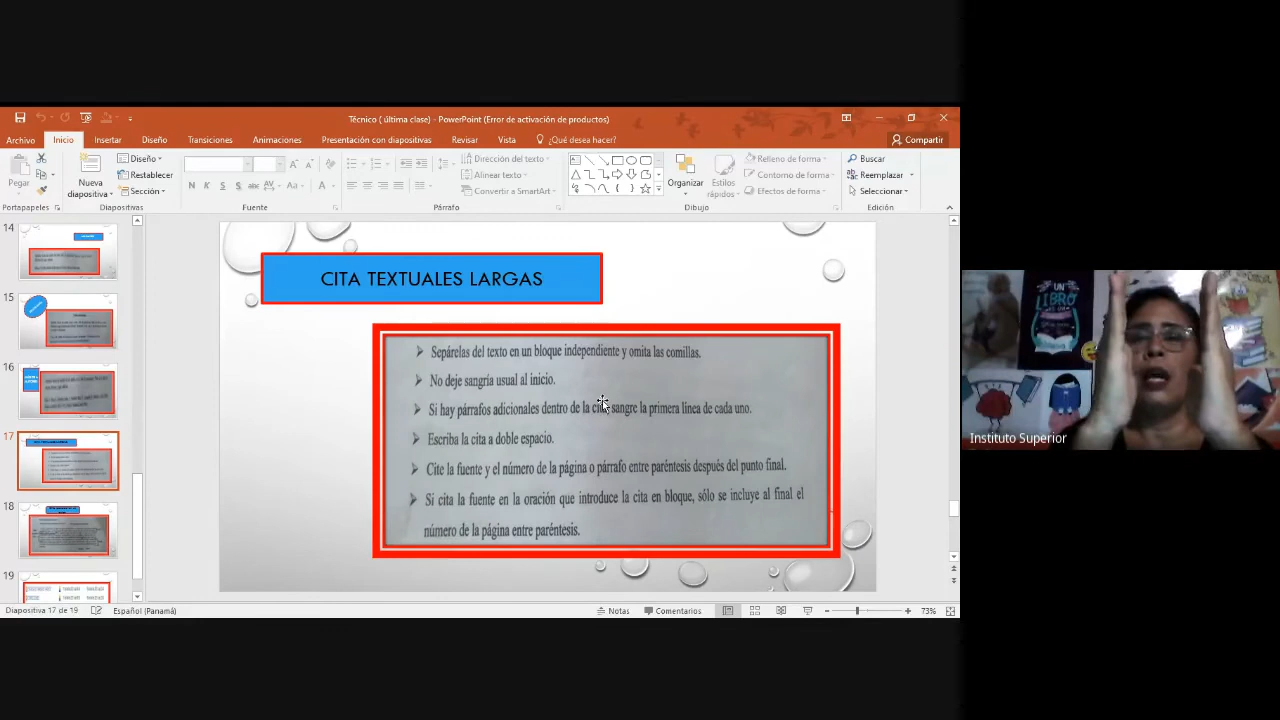 Técnico ( última clase) - PowerPoint (Error de activación de productos)
Archivo Inicio Insertar Diseño Transiciones Animaciones Presentación con diapositivas Revisar Vista ¿Qué desea hacer? Compartir
Pegar
Nueva diapositiva
Diseño
Restablecer
Sección
N K S S abc AV Aa A
Dirección del texto
Alinear texto
Convertir a SmartArt
Organizar
Estilos rápidos
Relleno de forma
Contorno de forma
Efectos de forma
Buscar
Reemplazar
Seleccionar
Portapapeles Diapositivas Fuente Párrafo Dibujo Edición
14
15
16
17
18
19
CITA TEXTUALES LARGAS
Sepárelas del texto en un bloque independiente y omita las comillas.
No deje sangría usual al inicio.
Si hay párrafos adicionales dentro de la cita sangre la primera línea de cada uno.
Escriba la cita a doble espacio.
Cite la fuente y el número de la página o párrafo entre paréntesis después del punto final.
Si cita la fuente en la oración que introduce la cita en bloque, sólo se incluye al final el
número de la página entre paréntesis.
UN
LIBRO
ES UN
Instituto Superior
Diapositiva 17 de 19 Español (Panamá) Notas Comentarios 73%